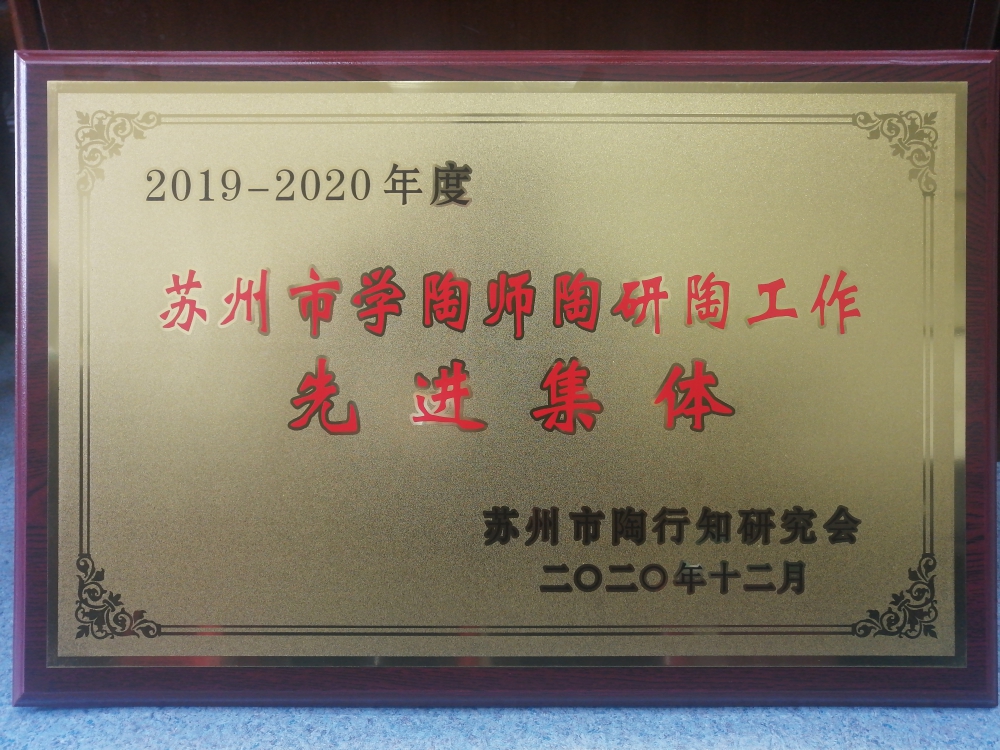 2019-2020年度
苏州市学陶师陶研陶工作
先进集体
苏州市陶行知研究会
二〇二〇年十二月